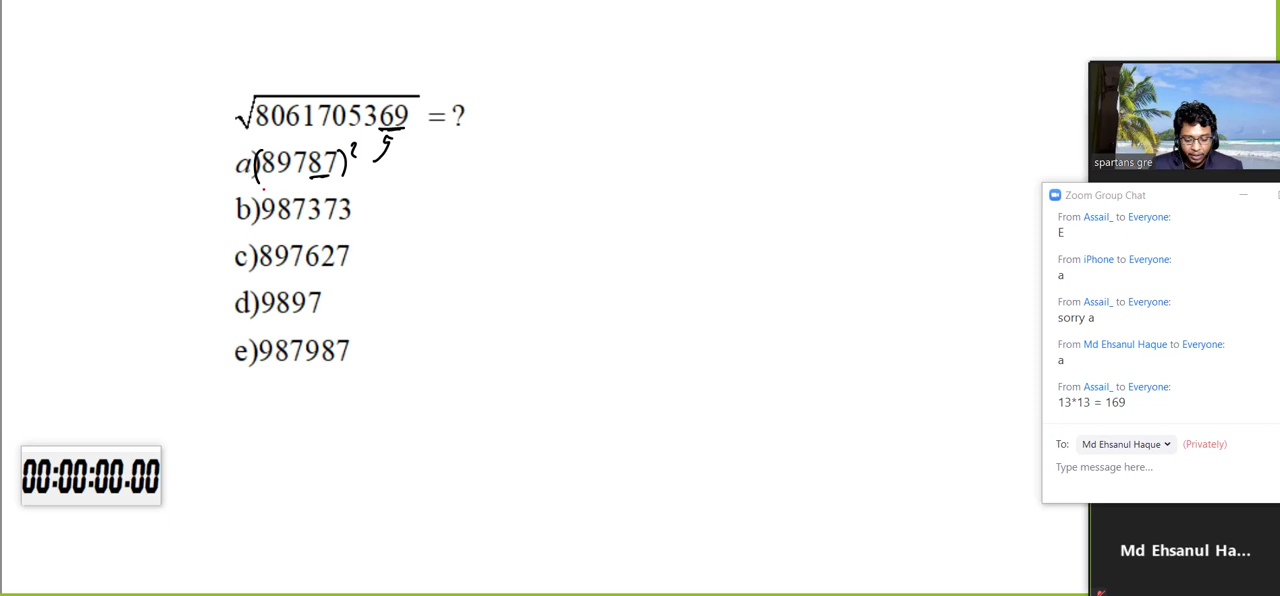 √8061705369 = ?
5
a)(89787)²
b)987373
c)897627
d)9897
e)987987
00:00:00.00
spartans gre
Zoom Group Chat
From Assail_ to Everyone:
E
From iPhone to Everyone:
a
From Assail_ to Everyone:
sorry a
From Md Ehsanul Haque to Everyone:
a
From Assail_ to Everyone:
13*13 = 169
To: Md Ehsanul Haque (Privately)
Type message here...
Md Ehsanul Ha...